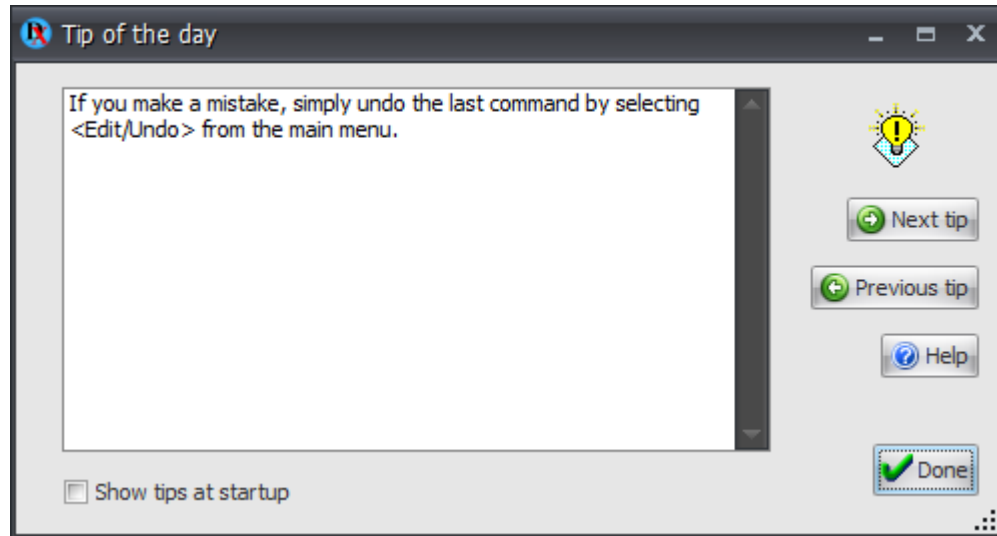 Tip of the day
If you make a mistake, simply undo the last command by selecting
<Edit/Undo> from the main menu.
Next tip
Previous tip
Help
Done
Show tips at startup